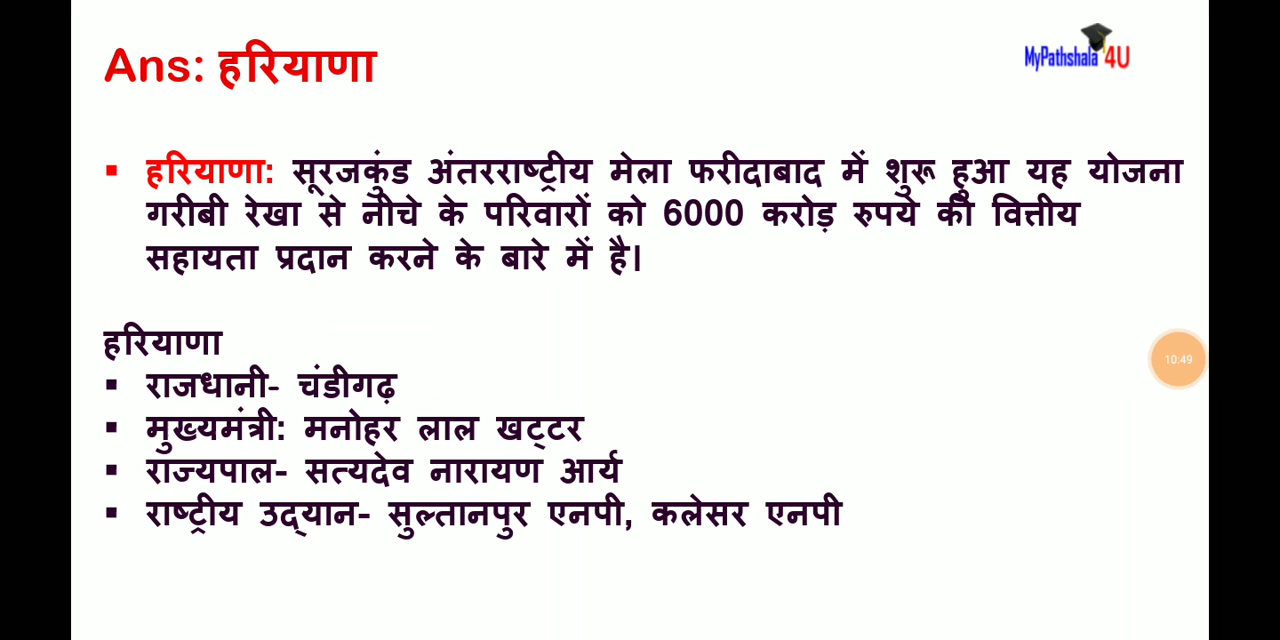 Ans: हरियाणा
MyPathshala 4U
▪ हरियाणा: सूरजकुंड अंतरराष्ट्रीय मेला फरीदाबाद में शुरू हुआ यह योजना
गरीबी रेखा से नीचे के परिवारों को 6000 करोड़ रुपये की वित्तीय
सहायता प्रदान करने के बारे में है।
हरियाणा
▪ राजधानी- चंडीगढ़
▪ मुख्यमंत्री: मनोहर लाल खट्टर
▪ राज्यपाल- सत्यदेव नारायण आर्य
▪ राष्ट्रीय उद्यान- सुल्तानपुर एनपी, कलेसर एनपी
10:49